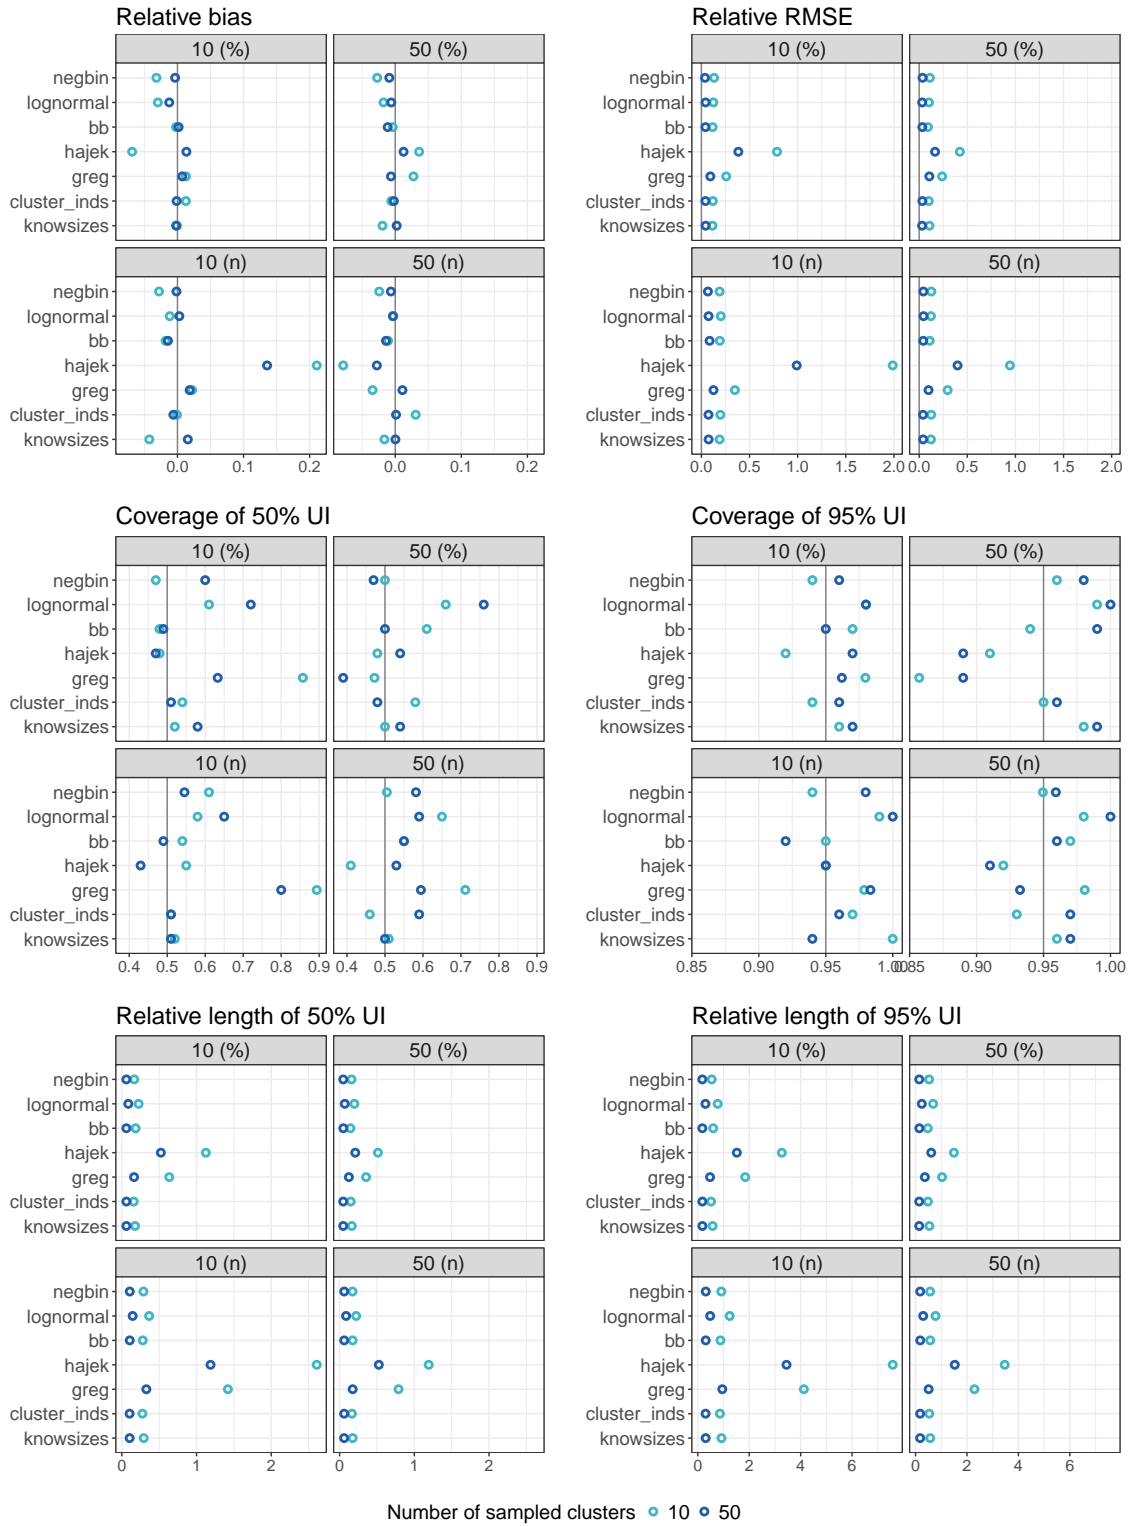 Relative bias
10 (%) 50 (%)
negbin
lognormal
bb
hajek
greg
cluster_inds
knowsizes
10 (n) 50 (n)
negbin
lognormal
bb
hajek
greg
cluster_inds
knowsizes
0.0 0.1 0.2 0.0 0.1 0.2
Relative RMSE
10 (%) 50 (%)
negbin
lognormal
bb
hajek
greg
cluster_inds
knowsizes
10 (n) 50 (n)
negbin
lognormal
bb
hajek
greg
cluster_inds
knowsizes
0.0 0.5 1.0 1.5 2.0 0.0 0.5 1.0 1.5 2.0
Coverage of 50% UI
10 (%) 50 (%)
negbin
lognormal
bb
hajek
greg
cluster_inds
knowsizes
10 (n) 50 (n)
negbin
lognormal
bb
hajek
greg
cluster_inds
knowsizes
0.4 0.5 0.6 0.7 0.8 0.9 0.4 0.5 0.6 0.7 0.8 0.9
Coverage of 95% UI
10 (%) 50 (%)
negbin
lognormal
bb
hajek
greg
cluster_inds
knowsizes
10 (n) 50 (n)
negbin
lognormal
bb
hajek
greg
cluster_inds
knowsizes
0.85 0.90 0.95 1.00 0.85 0.90 0.95 1.00
Relative length of 50% UI
10 (%) 50 (%)
negbin
lognormal
bb
hajek
greg
cluster_inds
knowsizes
10 (n) 50 (n)
negbin
lognormal
bb
hajek
greg
cluster_inds
knowsizes
0 1 2 0 1 2
Relative length of 95% UI
10 (%) 50 (%)
negbin
lognormal
bb
hajek
greg
cluster_inds
knowsizes
10 (n) 50 (n)
negbin
lognormal
bb
hajek
greg
cluster_inds
knowsizes
0 2 4 6 0 2 4 6
Number of sampled clusters 10 50